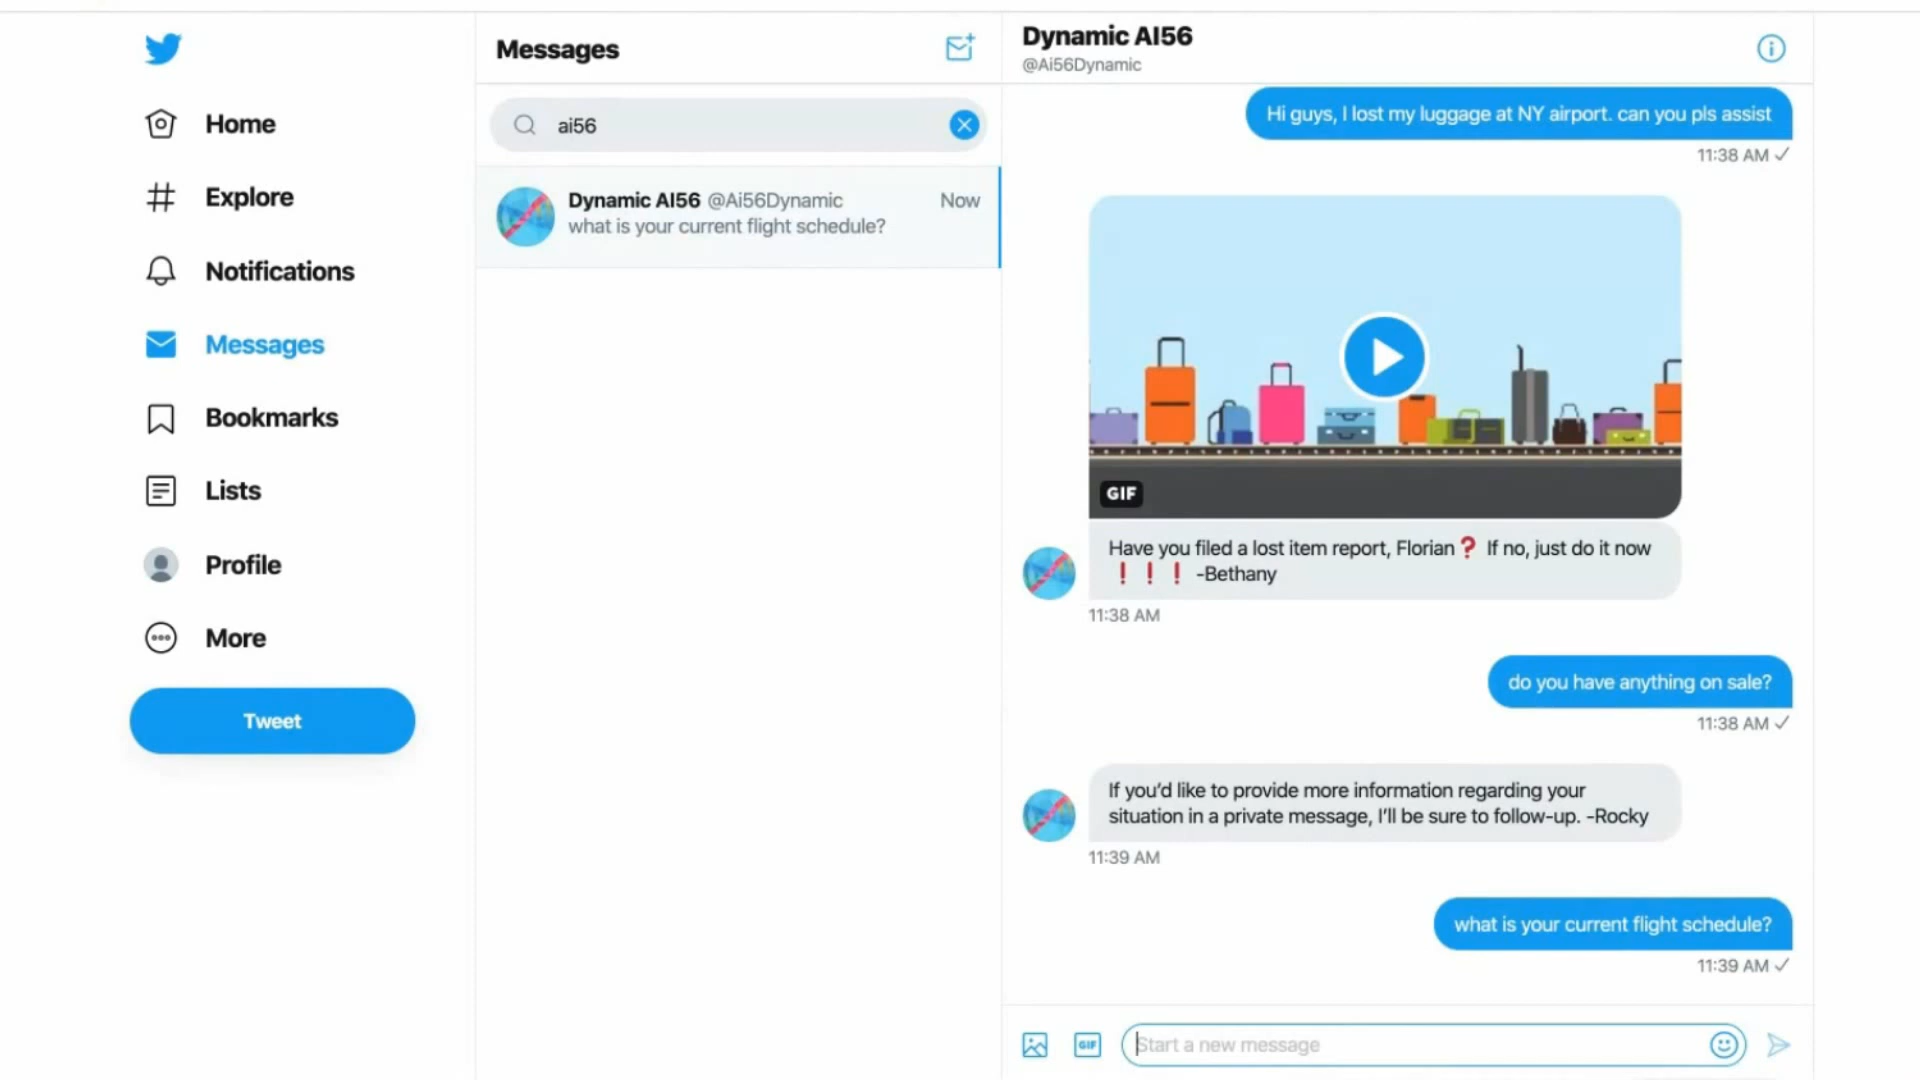 Home
Explore
Notifications
Messages
Bookmarks
Lists
Profile
More
Tweet
Messages
ai56
Dynamic AI56 @Ai56Dynamic Now
what is your current flight schedule?
Dynamic AI56
@Ai56Dynamic
Hi guys, I lost my luggage at NY airport. can you pls assist
11:38 AM ✓
GIF
Have you filed a lost item report, Florian❓ If no, just do it now
❗❗❗ -Bethany
11:38 AM
do you have anything on sale?
11:38 AM ✓
If you’d like to provide more information regarding your
situation in a private message, I’ll be sure to follow-up. -Rocky
11:39 AM
what is your current flight schedule?
11:39 AM ✓
GIF
Start a new message